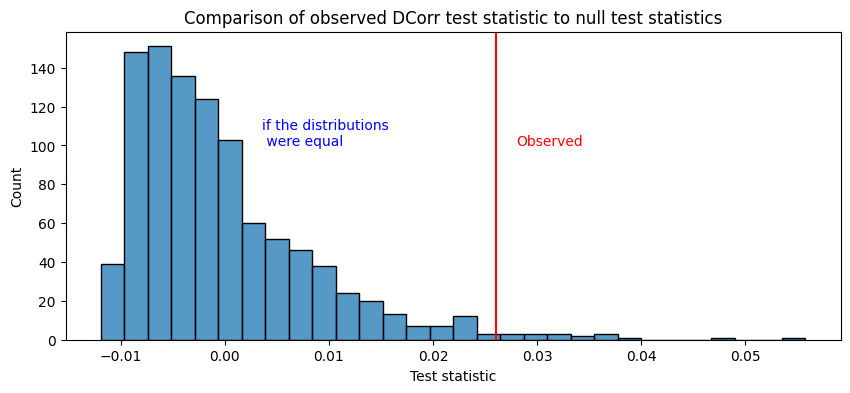 Comparison of observed DCorr test statistic to null test statistics
140
120
100
80
60
40
20
0
Count
if the distributions
were equal
Observed
−0.01 0.00 0.01 0.02 0.03 0.04 0.05
Test statistic